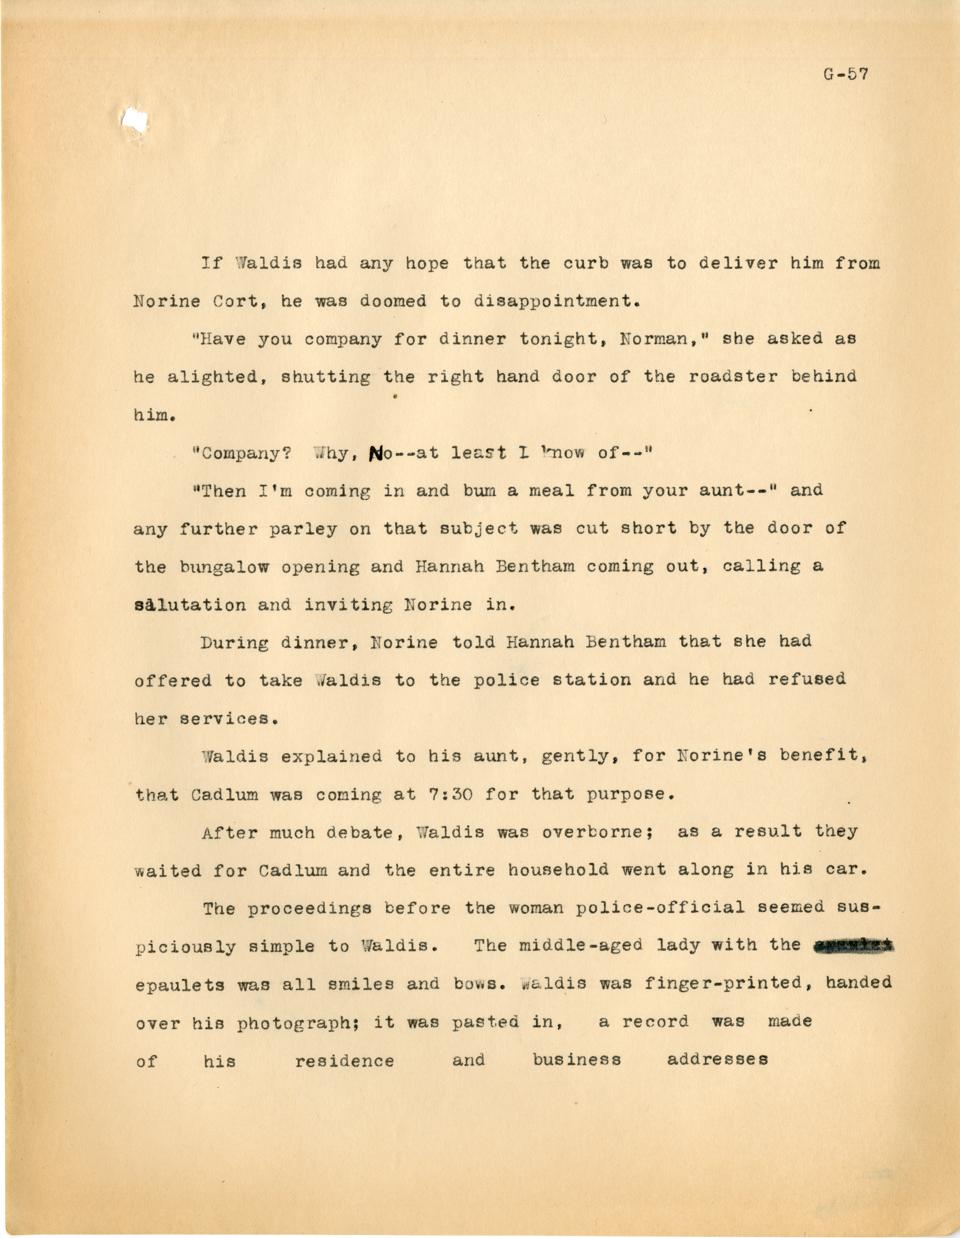 G-57
If Waldis had any hope that the curb was to deliver him from
Norine Cort, he was doomed to disappointment.
"Have you company for dinner tonight, Norman," she asked as
he alighted, shutting the right hand door of the roadster behind
him.
"Company?  Why, No--at least I know of--"
"Then I'm coming in and bum a meal from your aunt--" and
any further parley on that subject was cut short by the door of
the bungalow opening and Hannah Bentham coming out, calling a
salutation and inviting Norine in.
During dinner, Norine told Hannah Bentham that she had
offered to take Waldis to the police station and he had refused
her services.
Waldis explained to his aunt, gently, for Norine's benefit,
that Cadlum was coming at 7:30 for that purpose.
After much debate, Waldis was overborne;  as a result they
waited for Cadlum and the entire household went along in his car.
The proceedings before the woman police-official seemed sus-
piciously simple to Waldis.   The middle-aged lady with the
epaulets was all smiles and bows. Waldis was finger-printed, handed
over his photograph; it was pasted in,   a record was made
of his residence and business addresses